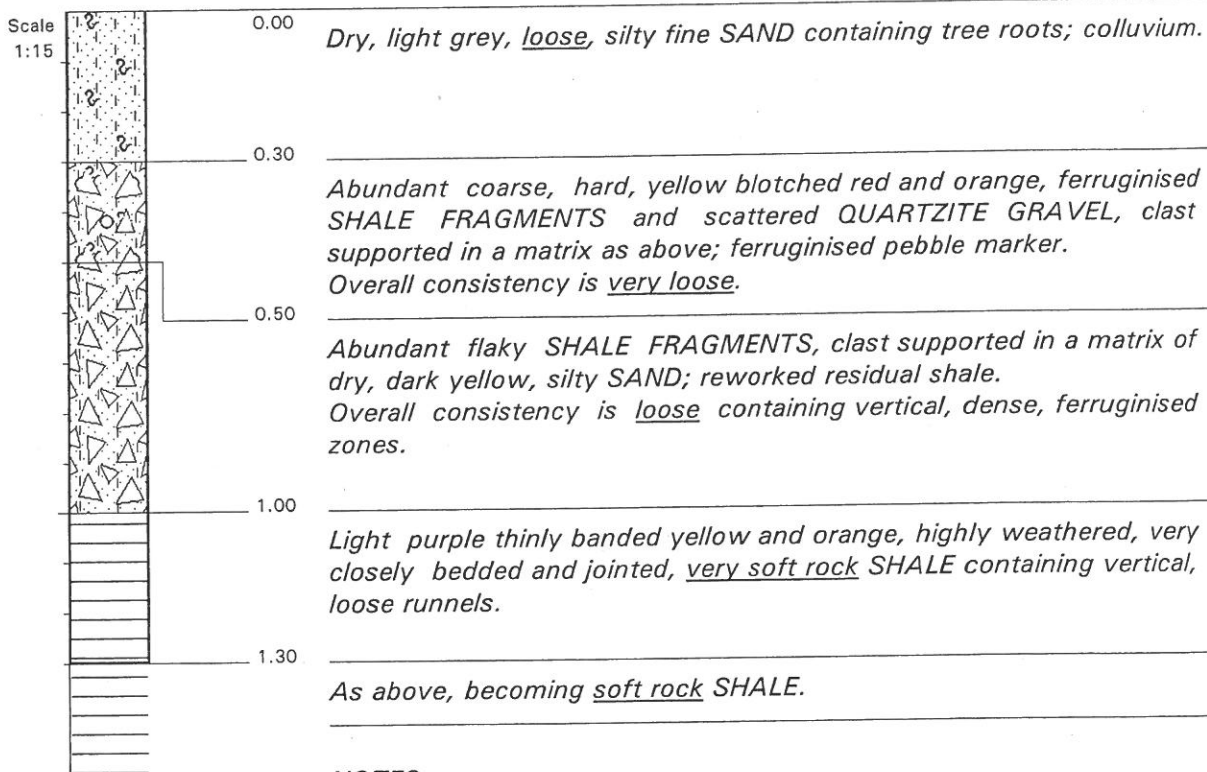 Scale
1:15
0.00
Dry, light grey, loose, silty fine SAND containing tree roots; colluvium.
0.30
Abundant coarse, hard, yellow blotched red and orange, ferruginised
SHALE FRAGMENTS and scattered QUARTZITE GRAVEL, clast
supported in a matrix as above; ferruginised pebble marker.
Overall consistency is very loose.
0.50
Abundant flaky SHALE FRAGMENTS, clast supported in a matrix of
dry, dark yellow, silty SAND; reworked residual shale.
Overall consistency is loose containing vertical, dense, ferruginised
zones.
1.00
Light purple thinly banded yellow and orange, highly weathered, very
closely bedded and jointed, very soft rock SHALE containing vertical,
loose runnels.
1.30
As above, becoming soft rock SHALE.
NOTES